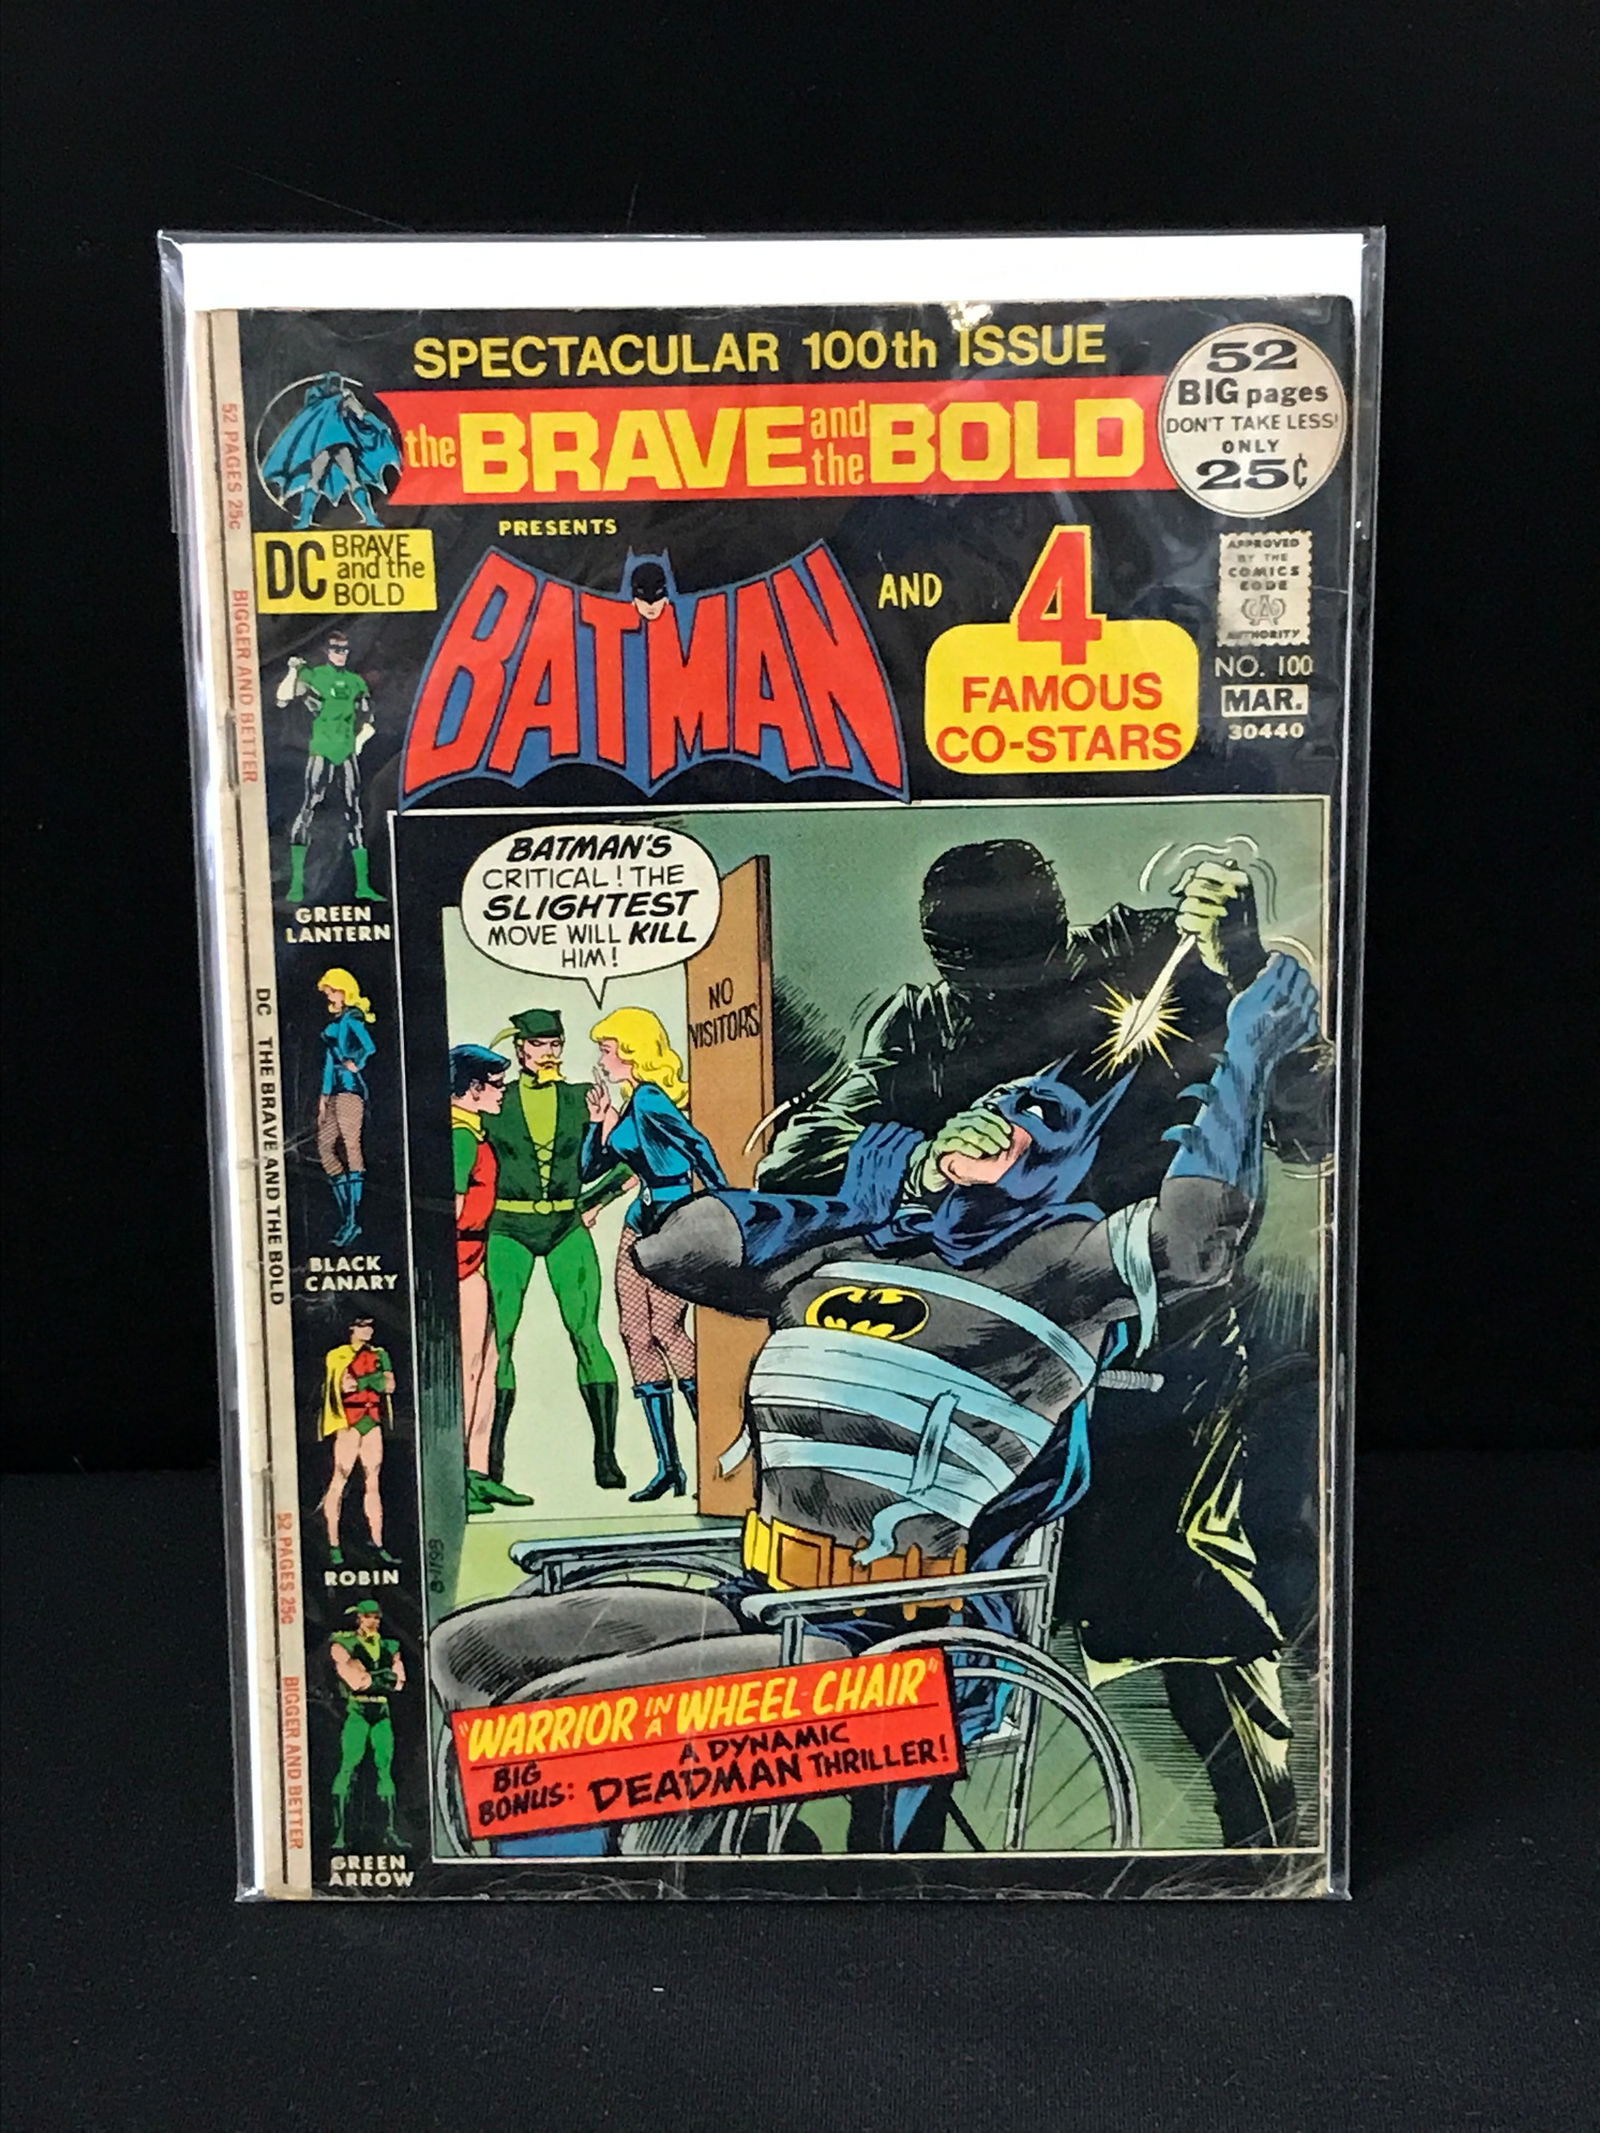 SPECTACULAR 100th ISSUE
the BRAVE and the BOLD
52
BIG pages
DON'T TAKE LESS!
ONLY
25¢
DC BRAVE
and the
BOLD
PRESENTS
BATMAN
AND
4
FAMOUS
CO-STARS
APPROVED
BY THE
COMICS
CODE
CA
AUTHORITY
NO. 100
MAR.
30440
52 PAGES 25c
BIGGER AND BETTER
DC THE BRAVE AND THE BOLD
52 PAGES 25c
BIGGER AND BETTER
GREEN
LANTERN
BLACK
CANARY
ROBIN
GREEN
ARROW
BATMAN'S
CRITICAL! THE
SLIGHTEST
MOVE WILL KILL
HIM!
NO
VISITORS
B-1198
"WARRIOR IN A WHEEL-CHAIR"
BIG
BONUS:
A DYNAMIC
DEADMAN THRILLER!